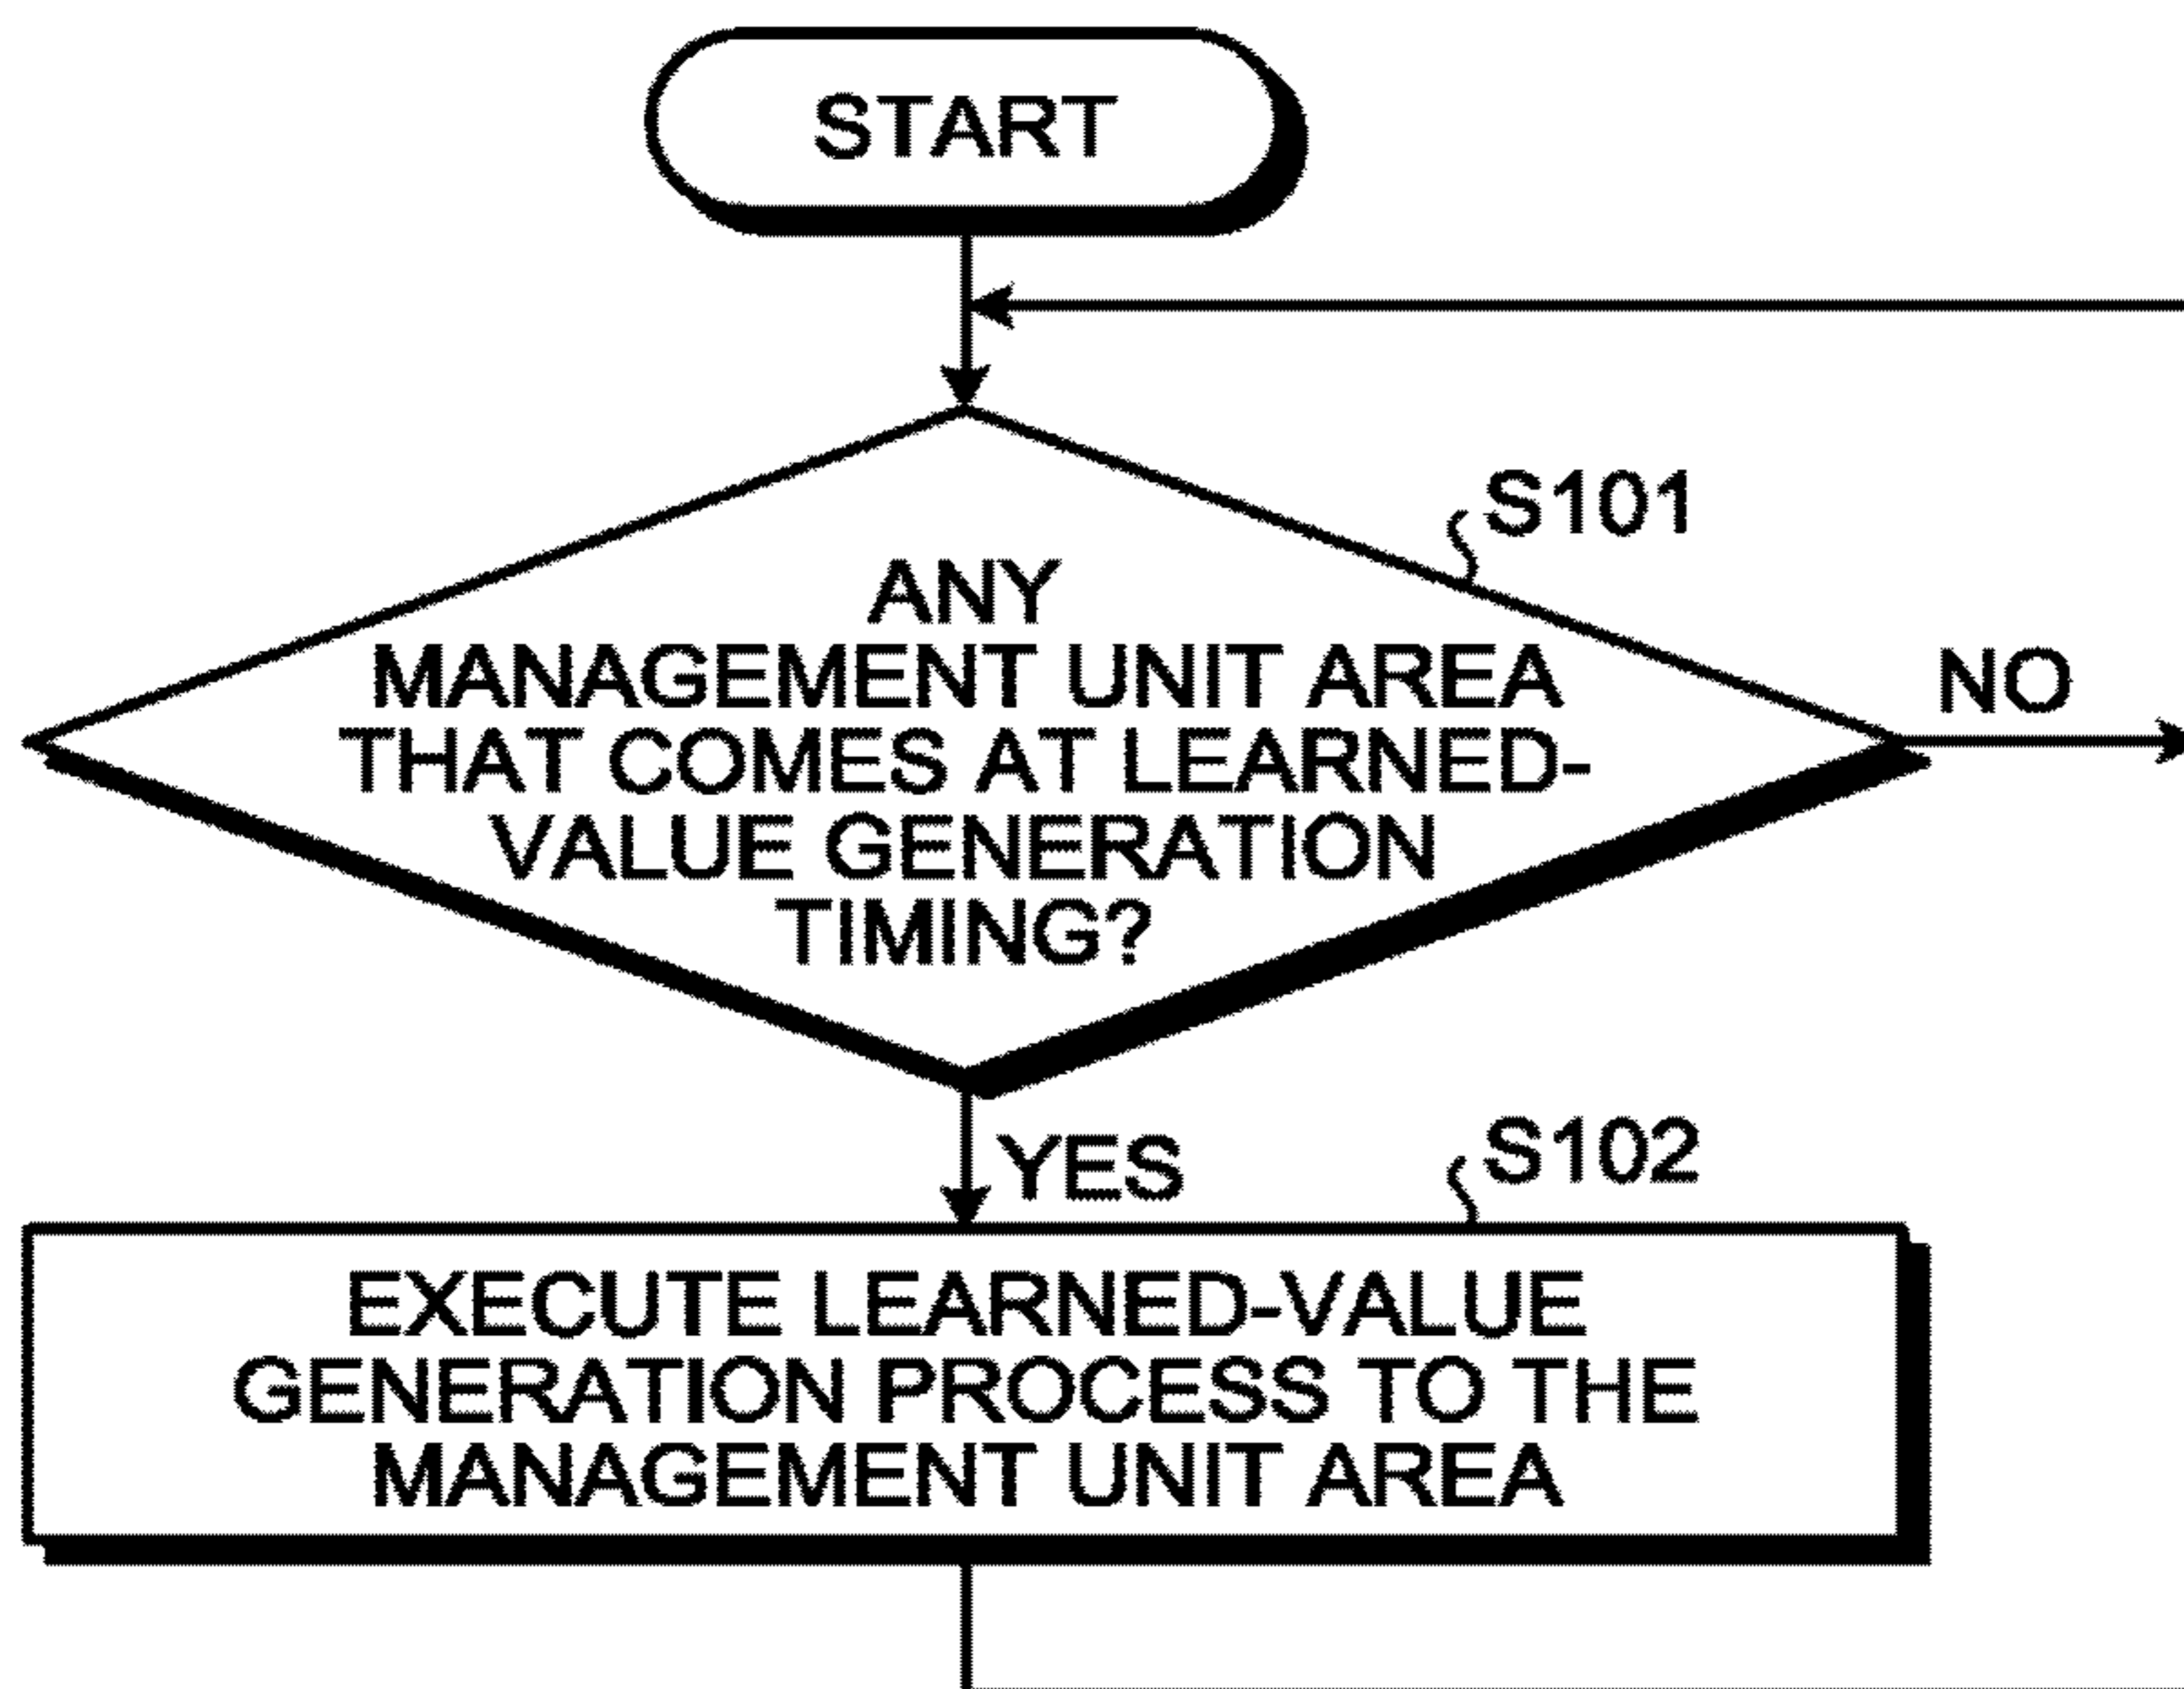 START
S101
ANY
MANAGEMENT UNIT AREA
THAT COMES AT LEARNED-
VALUE GENERATION
TIMING?
NO
YES
S102
EXECUTE LEARNED-VALUE
GENERATION PROCESS TO THE
MANAGEMENT UNIT AREA